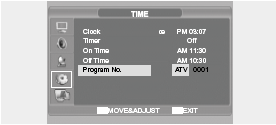 TIME
Clock PM 03:07
Timer Off
On Time AM 11:30
Off Time AM 10:30
Program No. ATV 0001
MOVE&ADJUST EXIT